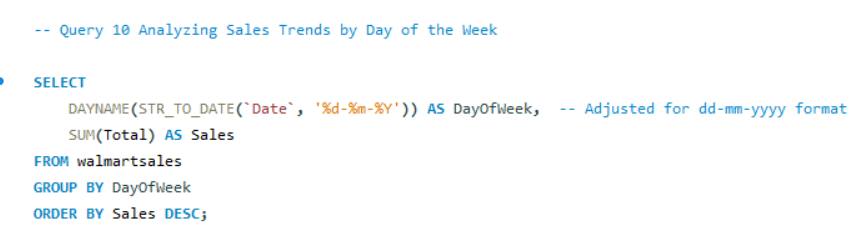 -- Query 10 Analyzing Sales Trends by Day of the Week
SELECT
DAYNAME(STR_TO_DATE(`Date`, '%d-%m-%Y')) AS DayOfWeek,  -- Adjusted for dd-mm-yyyy format
SUM(Total) AS Sales
FROM walmartsales
GROUP BY DayOfWeek
ORDER BY Sales DESC;